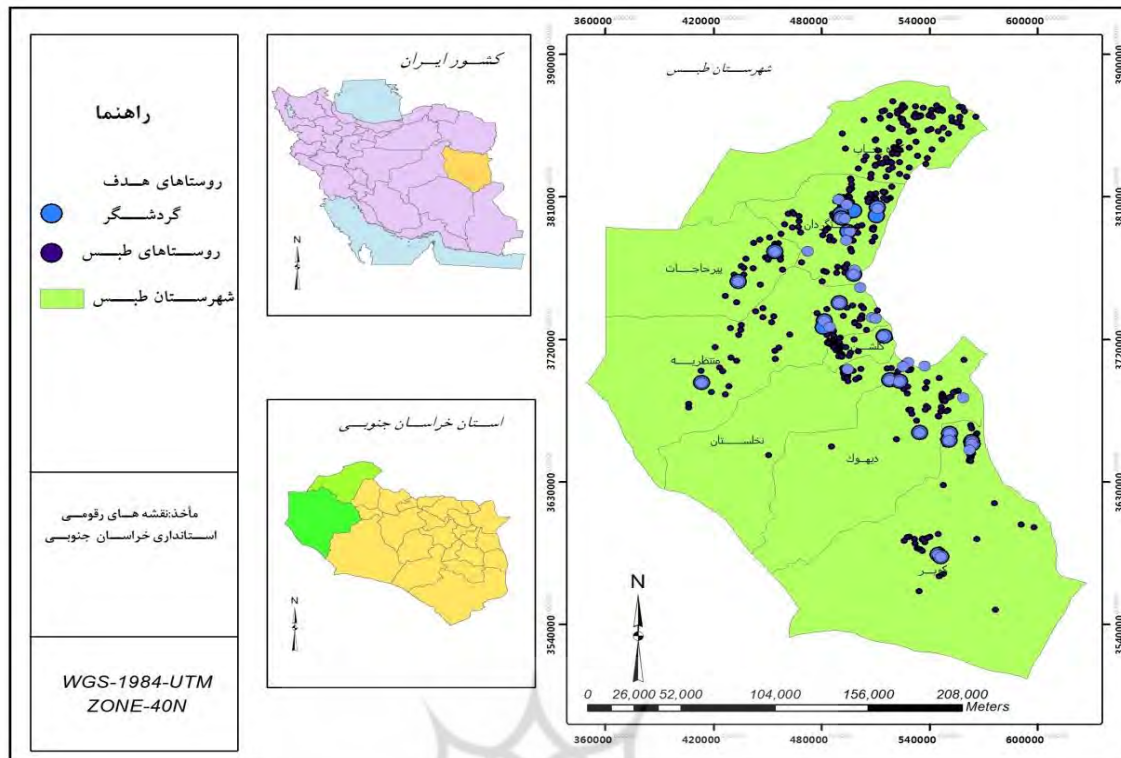 راهنما
روستاهای هدف
گردشگر
روستاهای طبس
شهرستان طبس
مأخذ:نقشه های رقومی
استانداری خراسان جنوبی
WGS-1984-UTM
ZONE-40N
کشور ایران
N
استان خراسان جنوبی
N
360000 420000 480000 540000 600000
شهرستان طبس
3900000 3900000
3810000 3810000
پیرحاجات
3720000 3720000
گلشن
منتظریه
نخلستان
دیهوک
3630000 3630000
کویر
N
3540000 3540000
0 26,000 52,000 104,000 156,000 208,000
Meters
360000 420000 480000 540000 600000